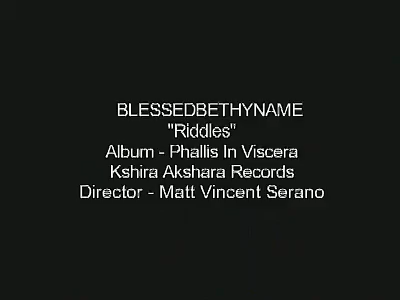 BLESSEDBETHYNAME
"Riddles"
Album - Phallis In Viscera
Kshira Akshara Records
Director - Matt Vincent Serano